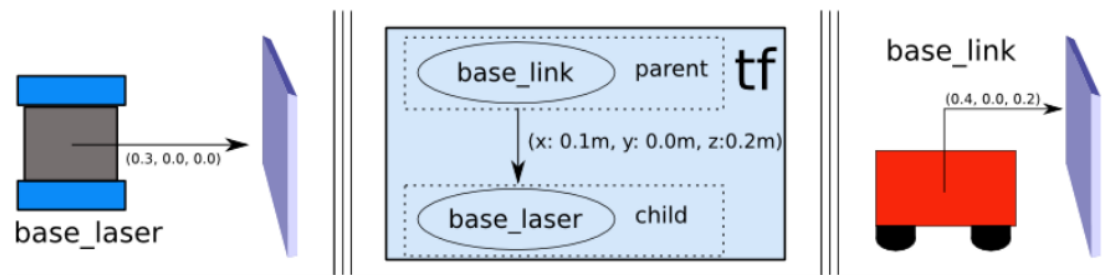 (0.3, 0.0, 0.0)
base_laser
base_link parent tf
(x: 0.1m, y: 0.0m, z:0.2m)
base_laser child
base_link
(0.4, 0.0, 0.2)